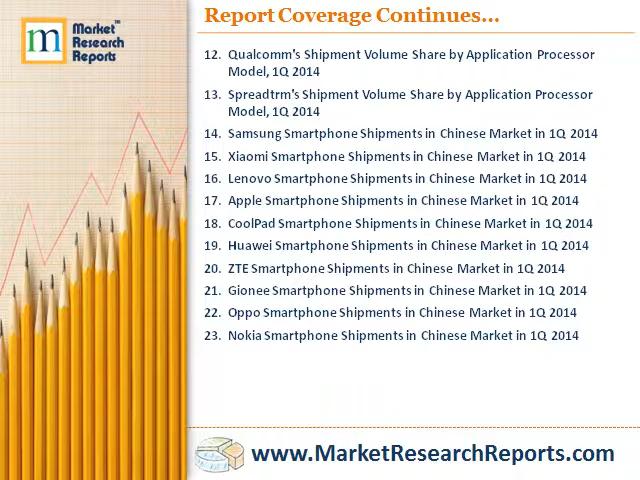 Report Coverage Continues...
m
Market™
Research
Reports
12. Qualcomm's Shipment Volume Share by Application Processor
Model, 1Q 2014
13. Spreadtrm's Shipment Volume Share by Application Processor
Model, 1Q 2014
14. Samsung Smartphone Shipments in Chinese Market in 1Q 2014
15. Xiaomi Smartphone Shipments in Chinese Market in 1Q 2014
16. Lenovo Smartphone Shipments in Chinese Market in 1Q 2014
17. Apple Smartphone Shipments in Chinese Market in 1Q 2014
18. CoolPad Smartphone Shipments in Chinese Market in 1Q 2014
19. Huawei Smartphone Shipments in Chinese Market in 1Q 2014
20. ZTE Smartphone Shipments in Chinese Market in 1Q 2014
21. Gionee Smartphone Shipments in Chinese Market in 1Q 2014
22. Oppo Smartphone Shipments in Chinese Market in 1Q 2014
23. Nokia Smartphone Shipments in Chinese Market in 1Q 2014
www.MarketResearchReports.com